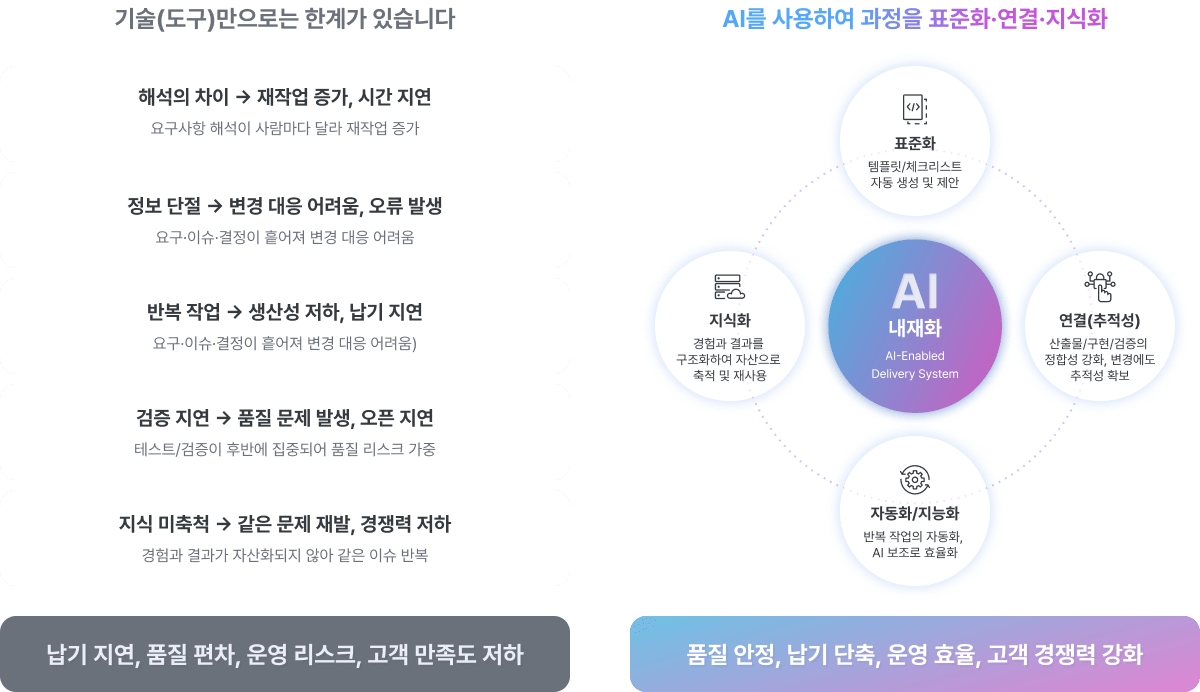 기술(도구)만으로는 한계가 있습니다
해석의 차이 → 재작업 증가, 시간 지연
요구사항 해석이 사람마다 달라 재작업 증가
정보 단절 → 변경 대응 어려움, 오류 발생
요구·이슈·결정이 흩어져 변경 대응 어려움
반복 작업 → 생산성 저하, 납기 지연
요구·이슈·결정이 흩어져 변경 대응 어려움)
검증 지연 → 품질 문제 발생, 오픈 지연
테스트/검증이 후반에 집중되어 품질 리스크 가중
지식 미축척 → 같은 문제 재발, 경쟁력 저하
경험과 결과가 자산화되지 않아 같은 이슈 반복
납기 지연, 품질 편차, 운영 리스크, 고객 만족도 저하
AI를 사용하여 과정을 표준화·연결·지식화
표준화
템플릿/체크리스트
자동 생성 및 제안
지식화
경험과 결과를
구조화하여 자산으로
축적 및 재사용
AI
내재화
AI-Enabled
Delivery System
연결(추적성)
산출물/구현/검증의
정합성 강화, 변경에도
추적성 확보
자동화/지능화
반복 작업의 자동화,
AI 보조로 효율화
품질 안정, 납기 단축, 운영 효율, 고객 경쟁력 강화